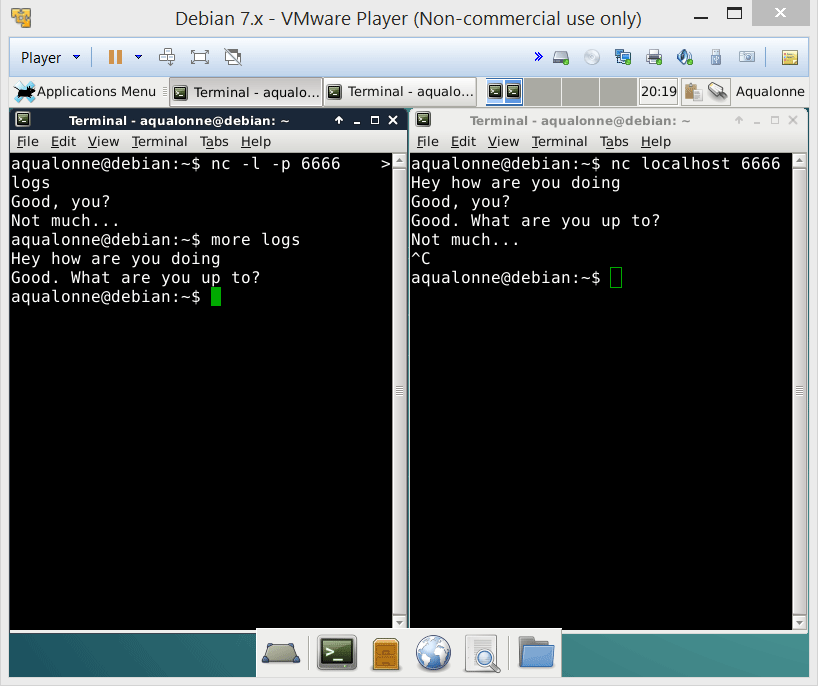 Debian 7.x - VMware Player (Non-commercial use only)
Player
Applications Menu
Terminal - aqualo...
Terminal - aqualo...
20:19
Aqualonne
Terminal - aqualonne@debian: ~
File Edit View Terminal Tabs Help
aqualonne@debian:~$ nc -l -p 6666 >
logs
Good, you?
Not much...
aqualonne@debian:~$ more logs
Hey how are you doing
Good. What are you up to?
aqualonne@debian:~$
Terminal - aqualonne@debian: ~
File Edit View Terminal Tabs Help
aqualonne@debian:~$ nc localhost 6666
Hey how are you doing
Good, you?
Good. What are you up to?
Not much...
^C
aqualonne@debian:~$